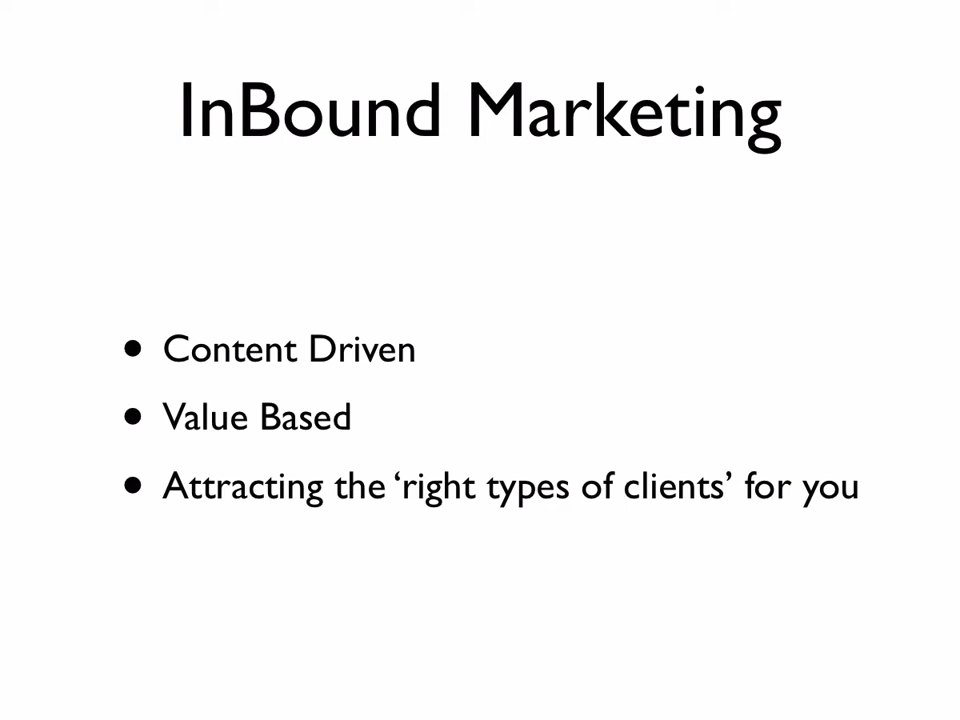 InBound Marketing
• Content Driven
• Value Based
• Attracting the ‘right types of clients’ for you